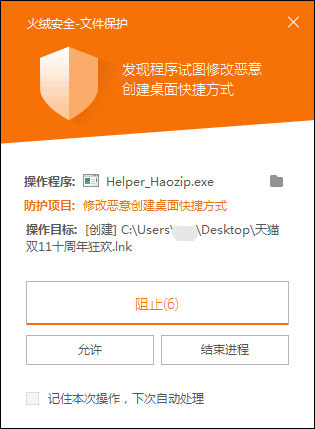 火绒安全-文件保护
发现程序试图修改恶意
创建桌面快捷方式
操作程序: Helper_Haozip.exe
防护项目: 修改恶意创建桌面快捷方式
操作目标: [创建] C:\Users\ \Desktop\天猫
双11十周年狂欢.lnk
阻止(6)
允许 结束进程
记住本次操作，下次自动处理